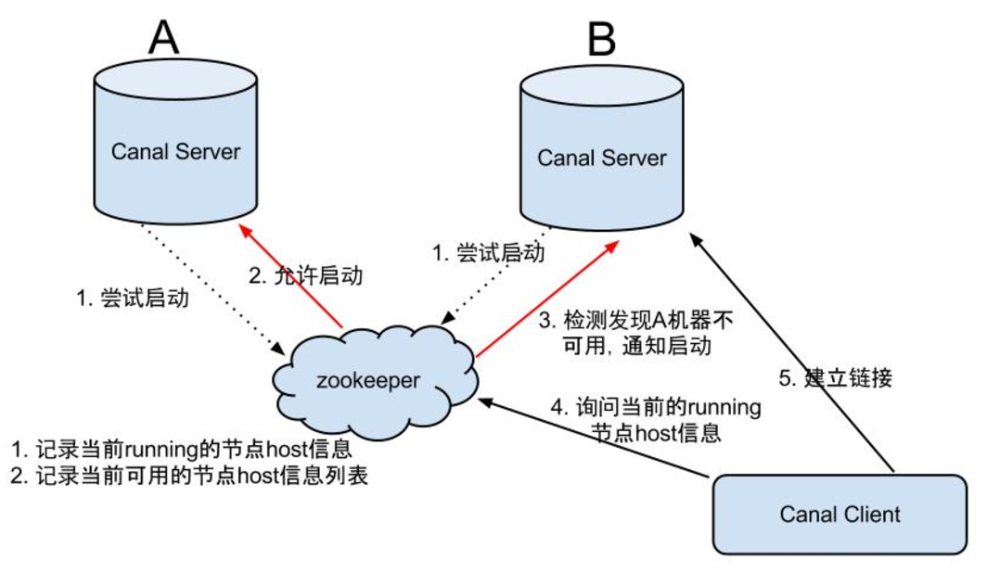 A
B
Canal Server
Canal Server
1. 尝试启动
2. 允许启动
1. 尝试启动
3. 检测发现A机器不
可用, 通知启动
zookeeper
4. 询问当前的running
节点host信息
5. 建立链接
1. 记录当前running的节点host信息
2. 记录当前可用的节点host信息列表
Canal Client